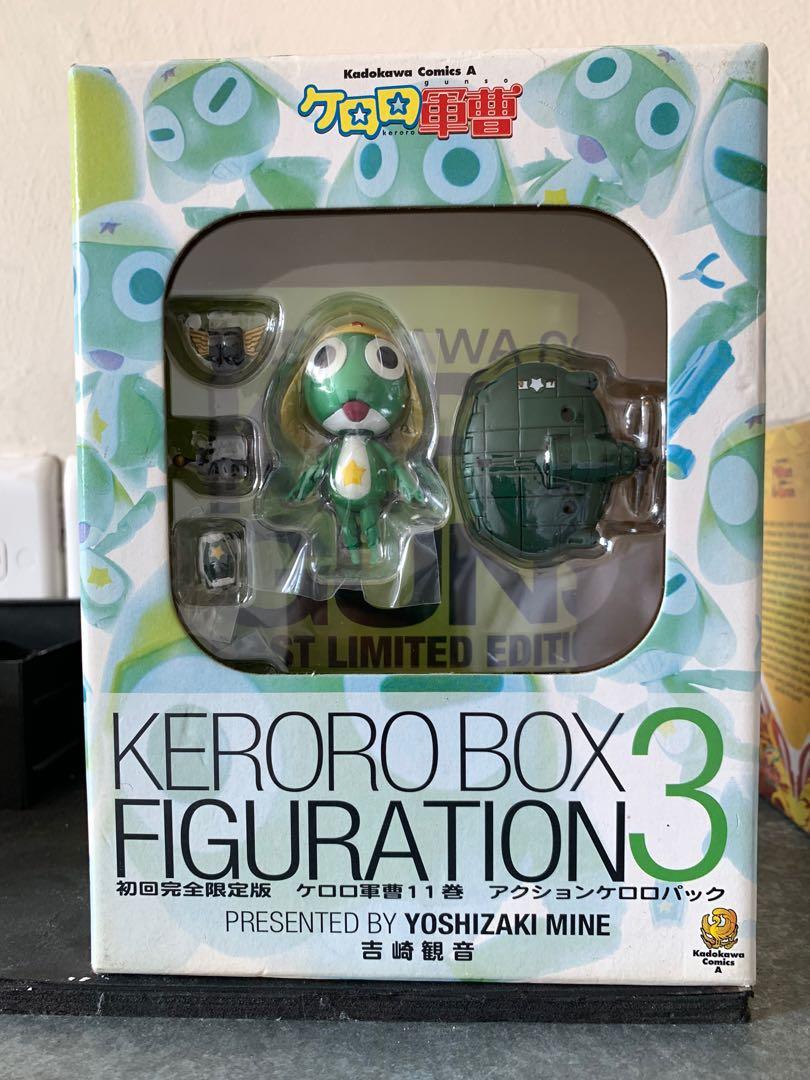 Kadokawa Comics A
gunso
ケロロ軍曹
keroro
AWA
GUN
ST LIMITED EDITI
KERORO BOX
FIGURATION3
初回完全限定版 ケロロ軍曹11巻 アクションケロロパック
PRESENTED BY YOSHIZAKI MINE
吉崎観音
Kadokawa
Comics
A